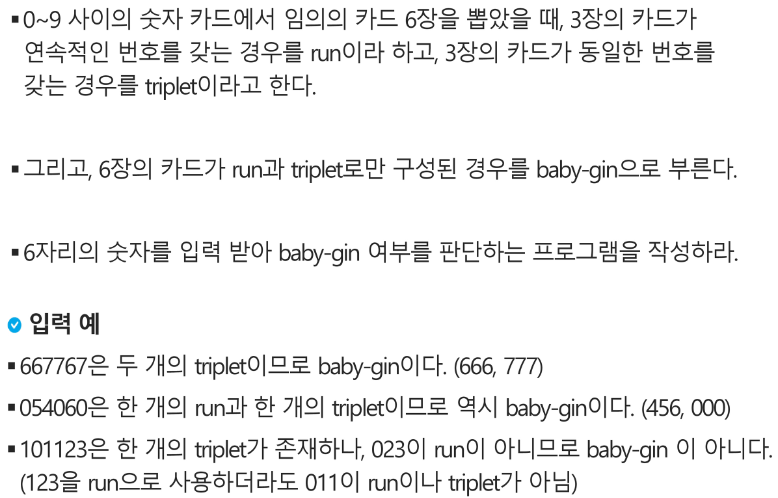 ▪0~9 사이의 숫자 카드에서 임의의 카드 6장을 뽑았을 때, 3장의 카드가
연속적인 번호를 갖는 경우를 run이라 하고, 3장의 카드가 동일한 번호를
갖는 경우를 triplet이라고 한다.
▪그리고, 6장의 카드가 run과 triplet로만 구성된 경우를 baby-gin으로 부른다.
▪6자리의 숫자를 입력 받아 baby-gin 여부를 판단하는 프로그램을 작성하라.
입력 예
▪667767은 두 개의 triplet이므로 baby-gin이다. (666, 777)
▪054060은 한 개의 run과 한 개의 triplet이므로 역시 baby-gin이다. (456, 000)
▪101123은 한 개의 triplet가 존재하나, 023이 run이 아니므로 baby-gin 이 아니다.
(123을 run으로 사용하더라도 011이 run이나 triplet가 아님)